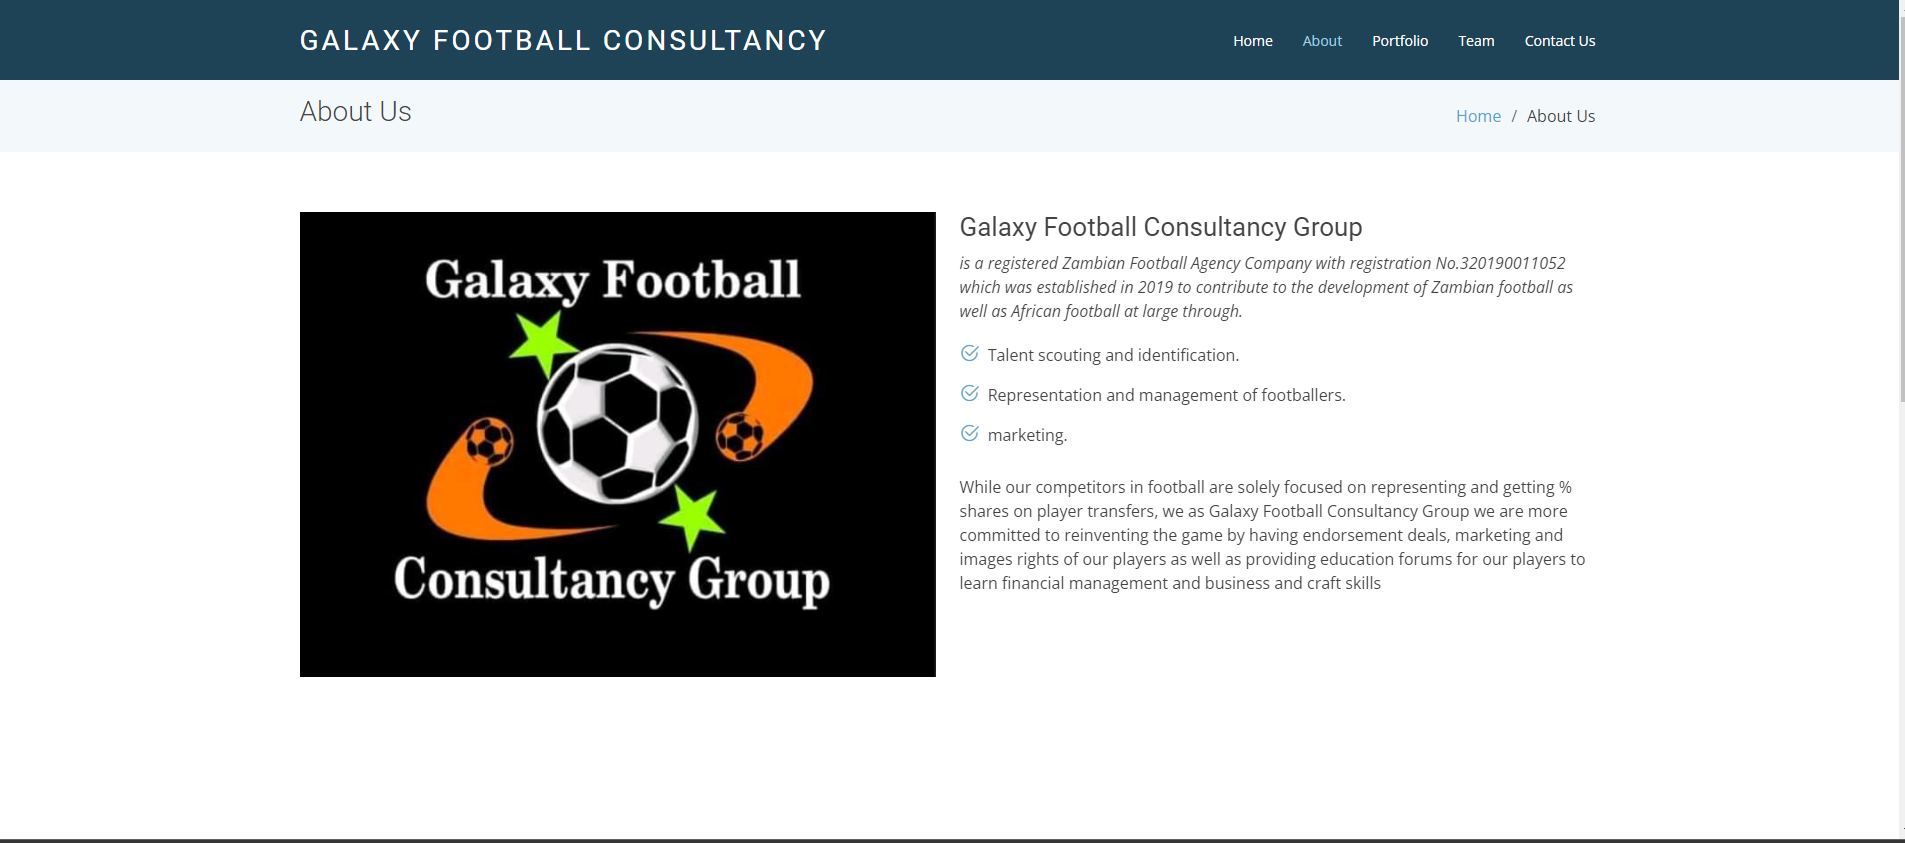 GALAXY FOOTBALL CONSULTANCY
Home About Portfolio Team Contact Us
About Us
Home / About Us
Galaxy Football
Consultancy Group
Galaxy Football Consultancy Group
is a registered Zambian Football Agency Company with registration No.320190011052
which was established in 2019 to contribute to the development of Zambian football as
well as African football at large through.
Talent scouting and identification.
Representation and management of footballers.
marketing.
While our competitors in football are solely focused on representing and getting %
shares on player transfers, we as Galaxy Football Consultancy Group we are more
committed to reinventing the game by having endorsement deals, marketing and
images rights of our players as well as providing education forums for our players to
learn financial management and business and craft skills